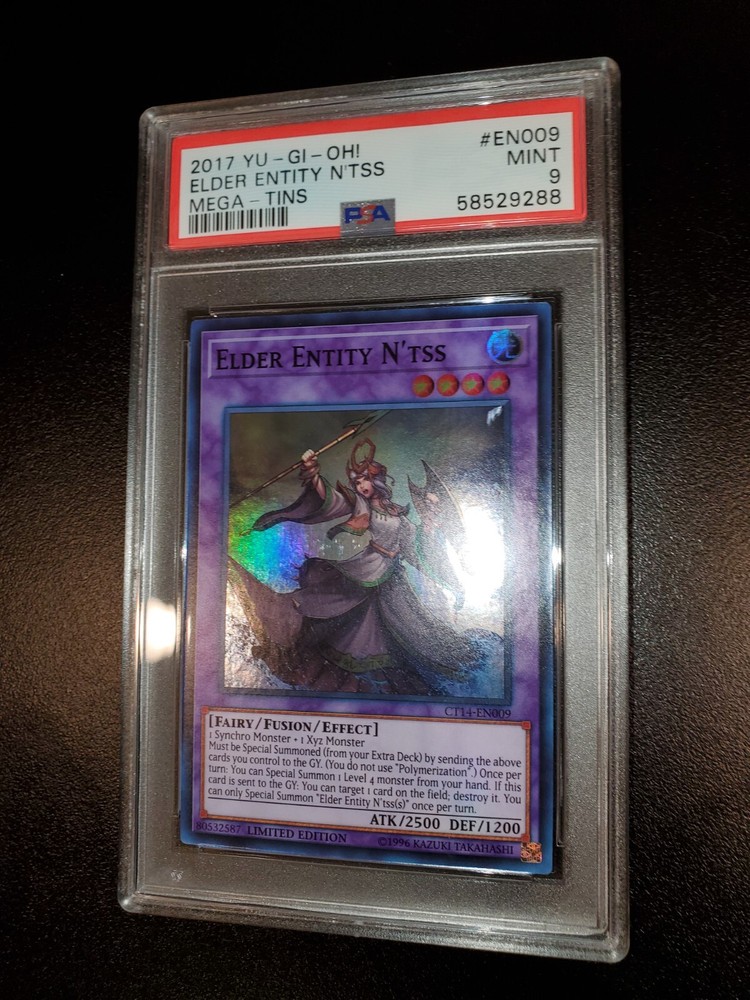 2017 YU-GI-OH! #EN009
ELDER ENTITY N'TSS MINT
MEGA-TINS 9
PSA 58529288
ELDER ENTITY N'TSS
光
CT14-EN009
[FAIRY/FUSION/EFFECT]
1 Synchro Monster + 1 Xyz Monster
Must be Special Summoned (from your Extra Deck) by sending the above
cards you control to the GY. (You do not use "Polymerization".) Once per
turn: You can Special Summon 1 Level 4 monster from your hand. If this
card is sent to the GY: You can target 1 card on the field; destroy it. You
can only Special Summon "Elder Entity N'tss(s)" once per turn.
ATK/2500 DEF/1200
80532587 LIMITED EDITION ©1996 KAZUKI TAKAHASHI